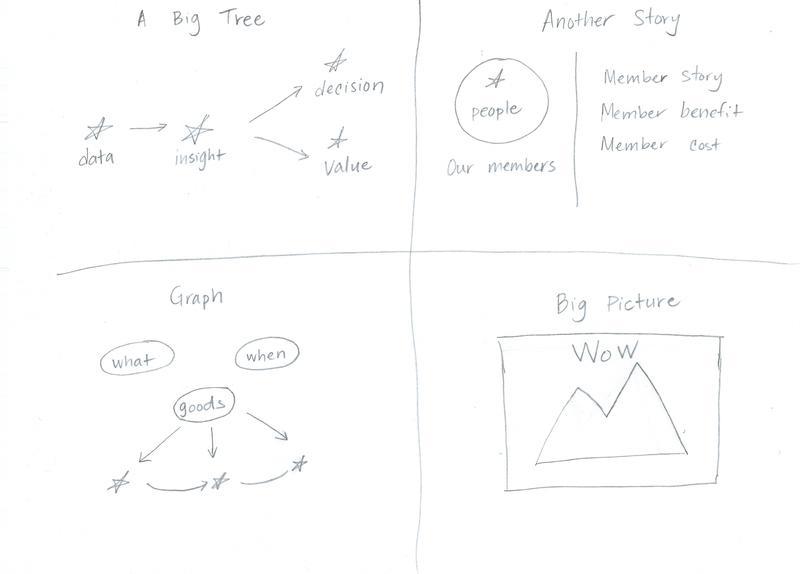 A Big Tree
decision
data
insight
Value
Another Story
people
Our members
Member Story
Member benefit
Member cost
Graph
what
when
goods
Big Picture
WoW